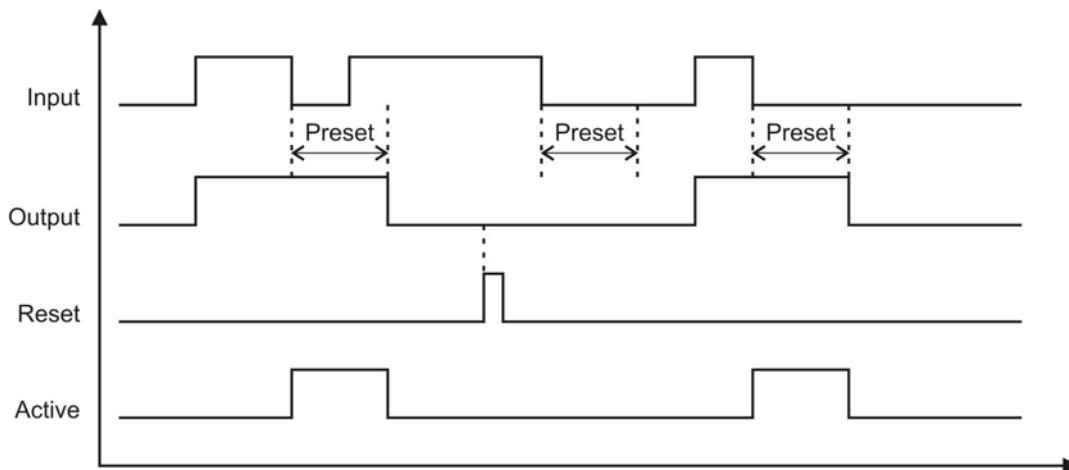 Input
Preset
Preset
Preset
Output
Reset
Active